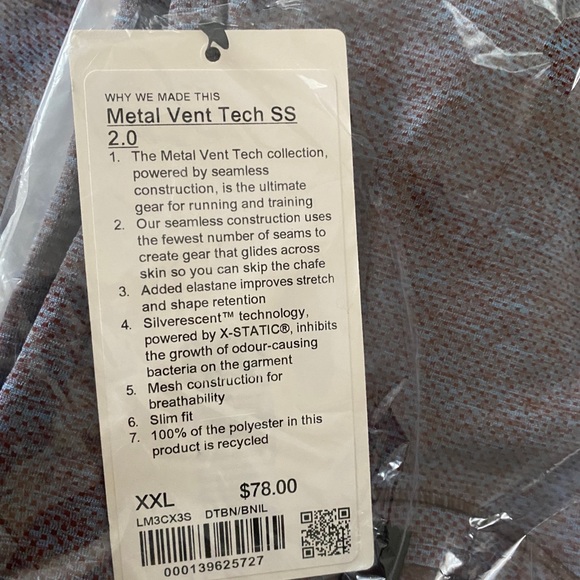 WHY WE MADE THIS
Metal Vent Tech SS
2.0
1. The Metal Vent Tech collection,
powered by seamless
construction, is the ultimate
gear for running and training
2. Our seamless construction uses
the fewest number of seams to
create gear that glides across
skin so you can skip the chafe
3. Added elastane improves stretch
and shape retention
4. Silverescent™ technology,
powered by X-STATIC®, inhibits
the growth of odour-causing
bacteria on the garment
5. Mesh construction for
breathability
6. Slim fit
7. 100% of the polyester in this
product is recycled
XXL $78.00
LM3CX3S DTBN/BNIL
000139625727